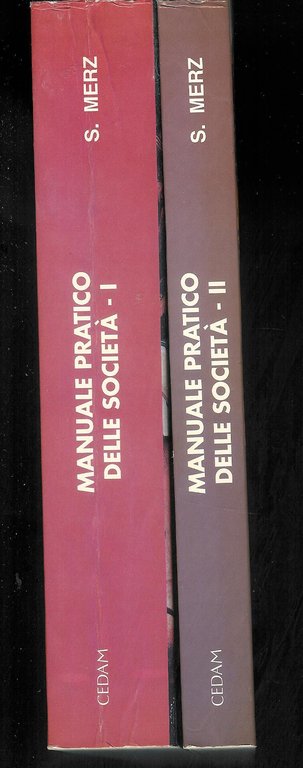 S. MERZ
MANUALE PRATICO
DELLE SOCIETÀ - I
CEDAM
S. MERZ
MANUALE PRATICO
DELLE SOCIETÀ - II
CEDAM